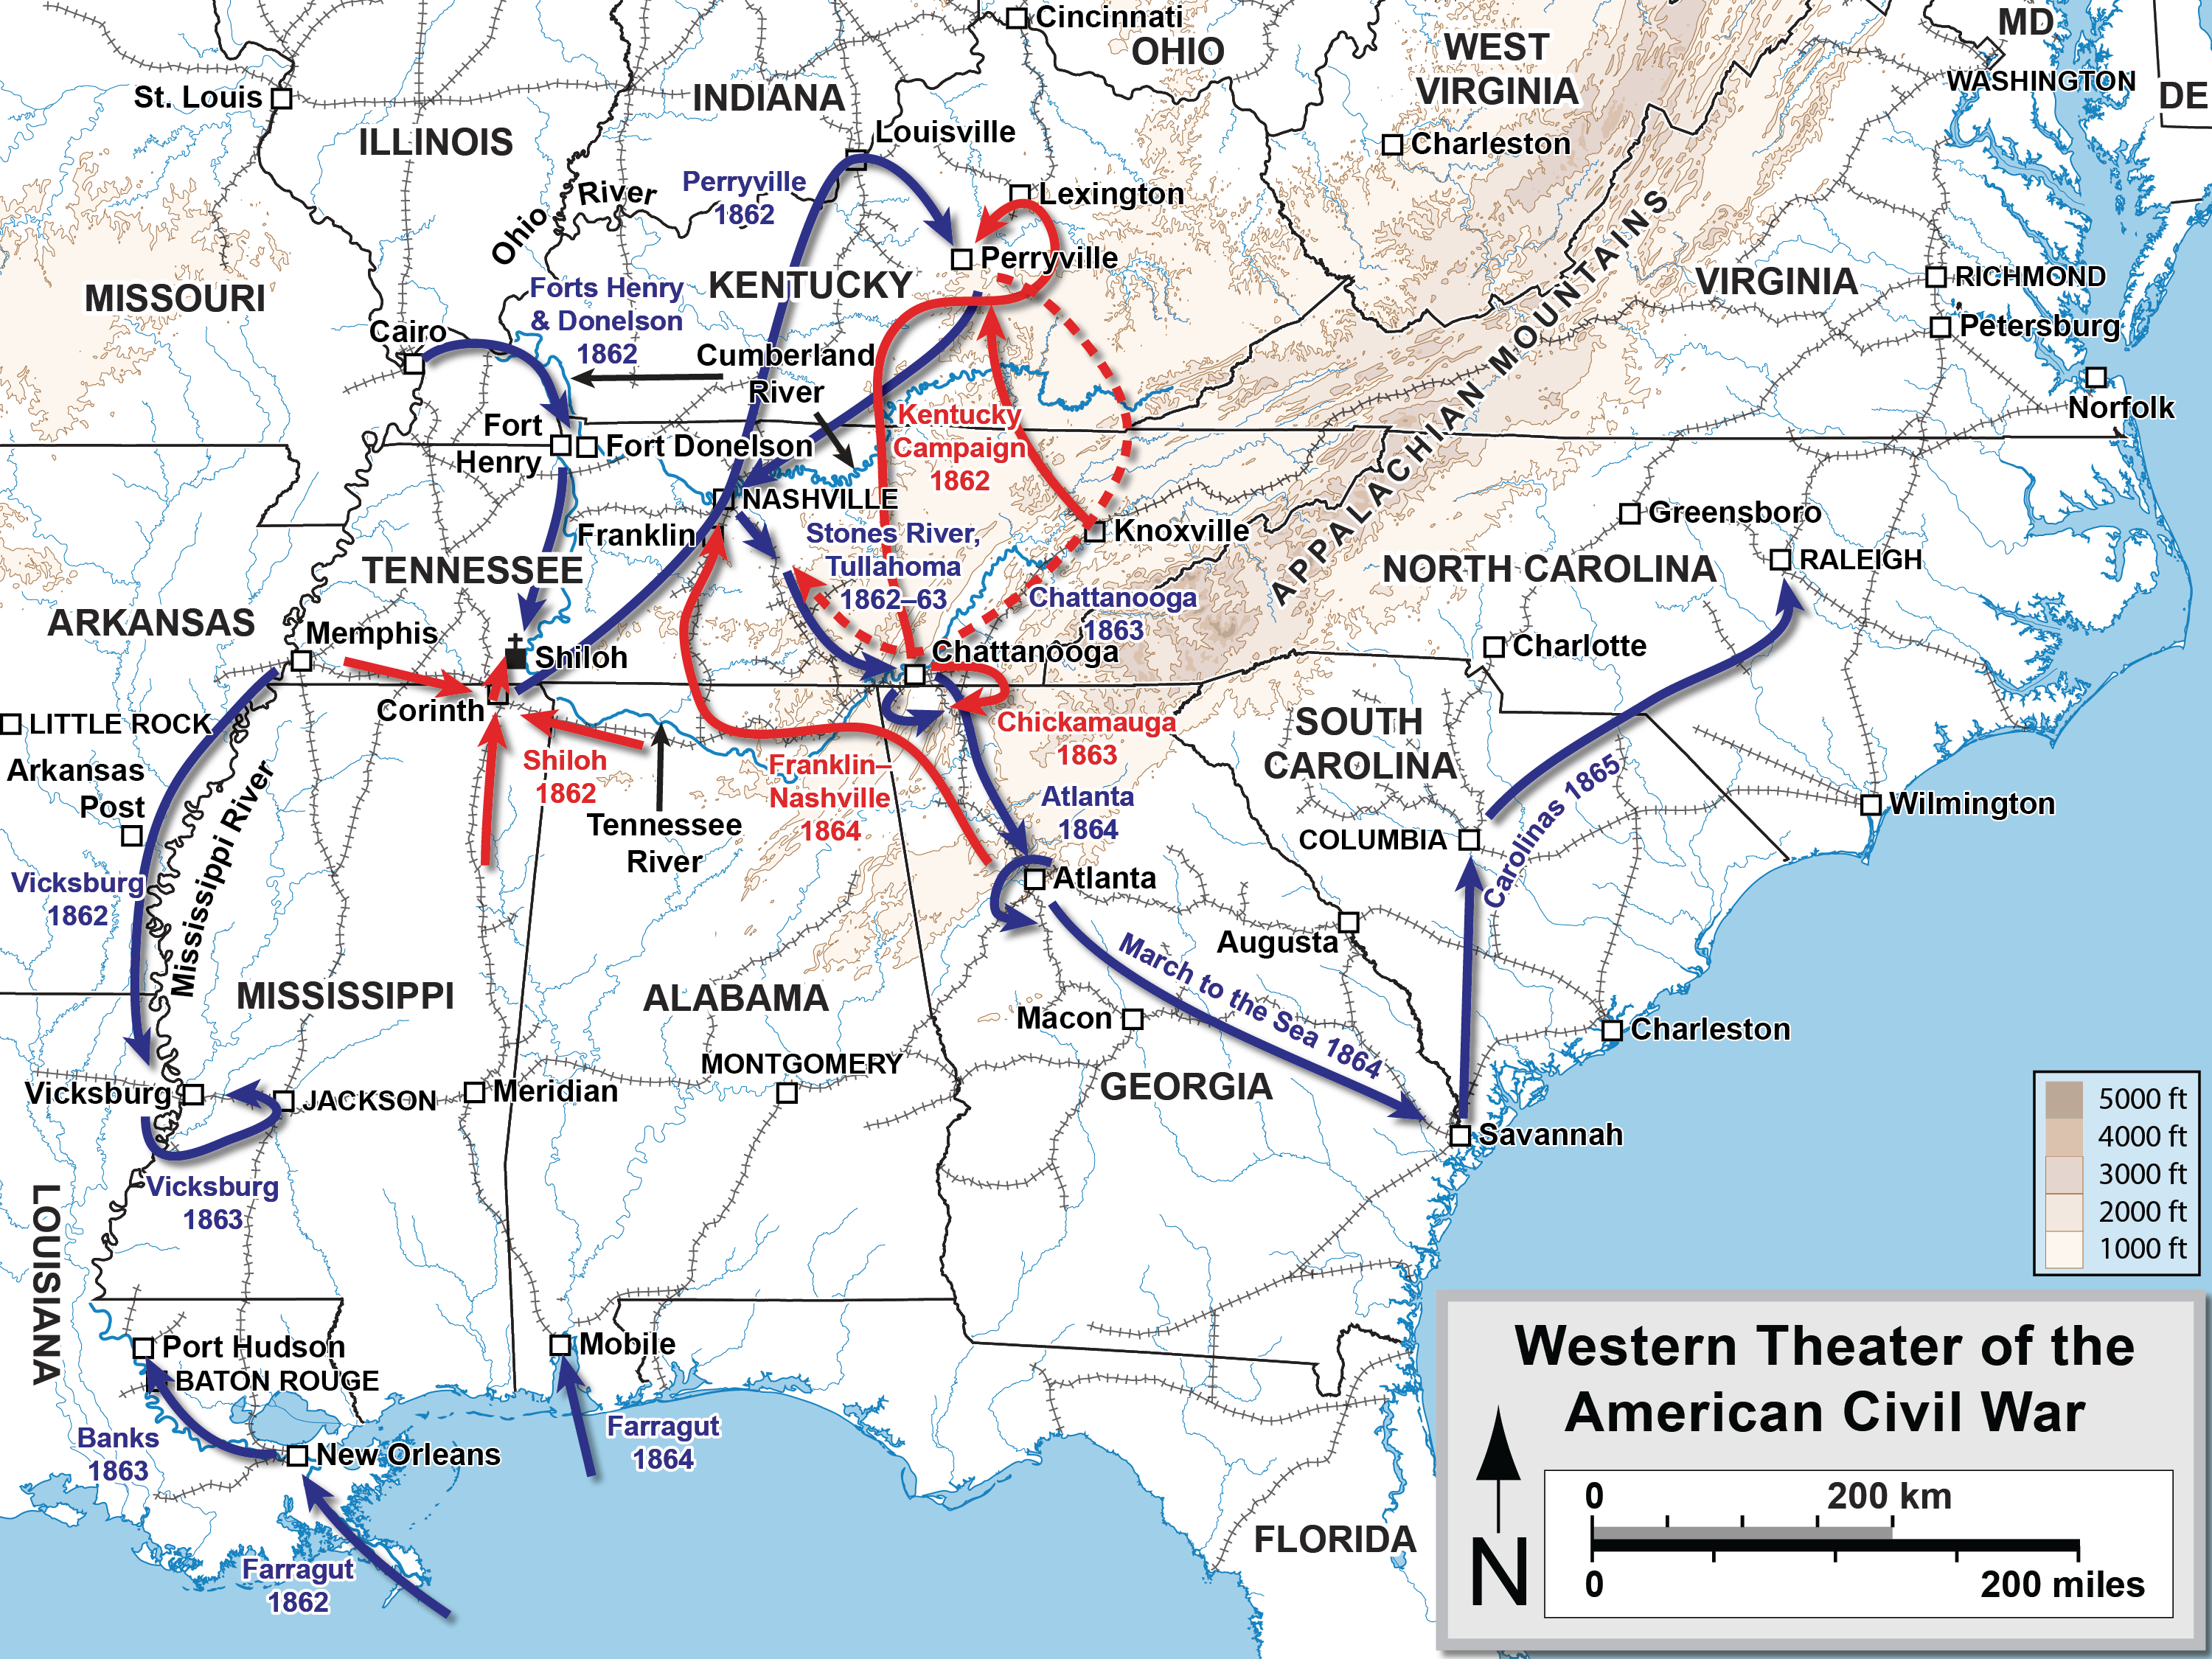 Cincinnati
OHIO
WEST
VIRGINIA
MD
WASHINGTON
DE
St. Louis
INDIANA
ILLINOIS
Louisville
Charleston
Ohio River
Perryville
1862
Lexington
Perryville
MISSOURI
KENTUCKY
VIRGINIA
RICHMOND
Petersburg
Forts Henry
& Donelson
1862
Cairo
Cumberland
River
Norfolk
APPALACHIAN MOUNTAINS
Kentucky
Campaign
1862
Fort
Henry
Fort Donelson
NASHVILLE
Franklin
Stones River,
Tullahoma
1862–63
Knoxville
Greensboro
RALEIGH
NORTH CAROLINA
TENNESSEE
Chattanooga
1863
ARKANSAS
Memphis
Shiloh
Chattanooga
Charlotte
Corinth
LITTLE ROCK
Chickamauga
1863
SOUTH
CAROLINA
Shiloh
1862
Franklin–
Nashville
1864
Arkansas
Post
Mississippi River
Tennessee
River
Atlanta
1864
Carolinas 1865
Wilmington
COLUMBIA
Vicksburg
1862
Atlanta
Augusta
March to the Sea 1864
MISSISSIPPI
ALABAMA
Macon
Charleston
MONTGOMERY
GEORGIA
Vicksburg
JACKSON
Meridian
Savannah
Vicksburg
1863
LOUISIANA
5000 ft
4000 ft
3000 ft
2000 ft
1000 ft
Port Hudson
BATON ROUGE
Mobile
Banks
1863
New Orleans
Farragut
1864
Farragut
1862
FLORIDA
Western Theater of the
American Civil War
N
0 200 km
0 200 miles